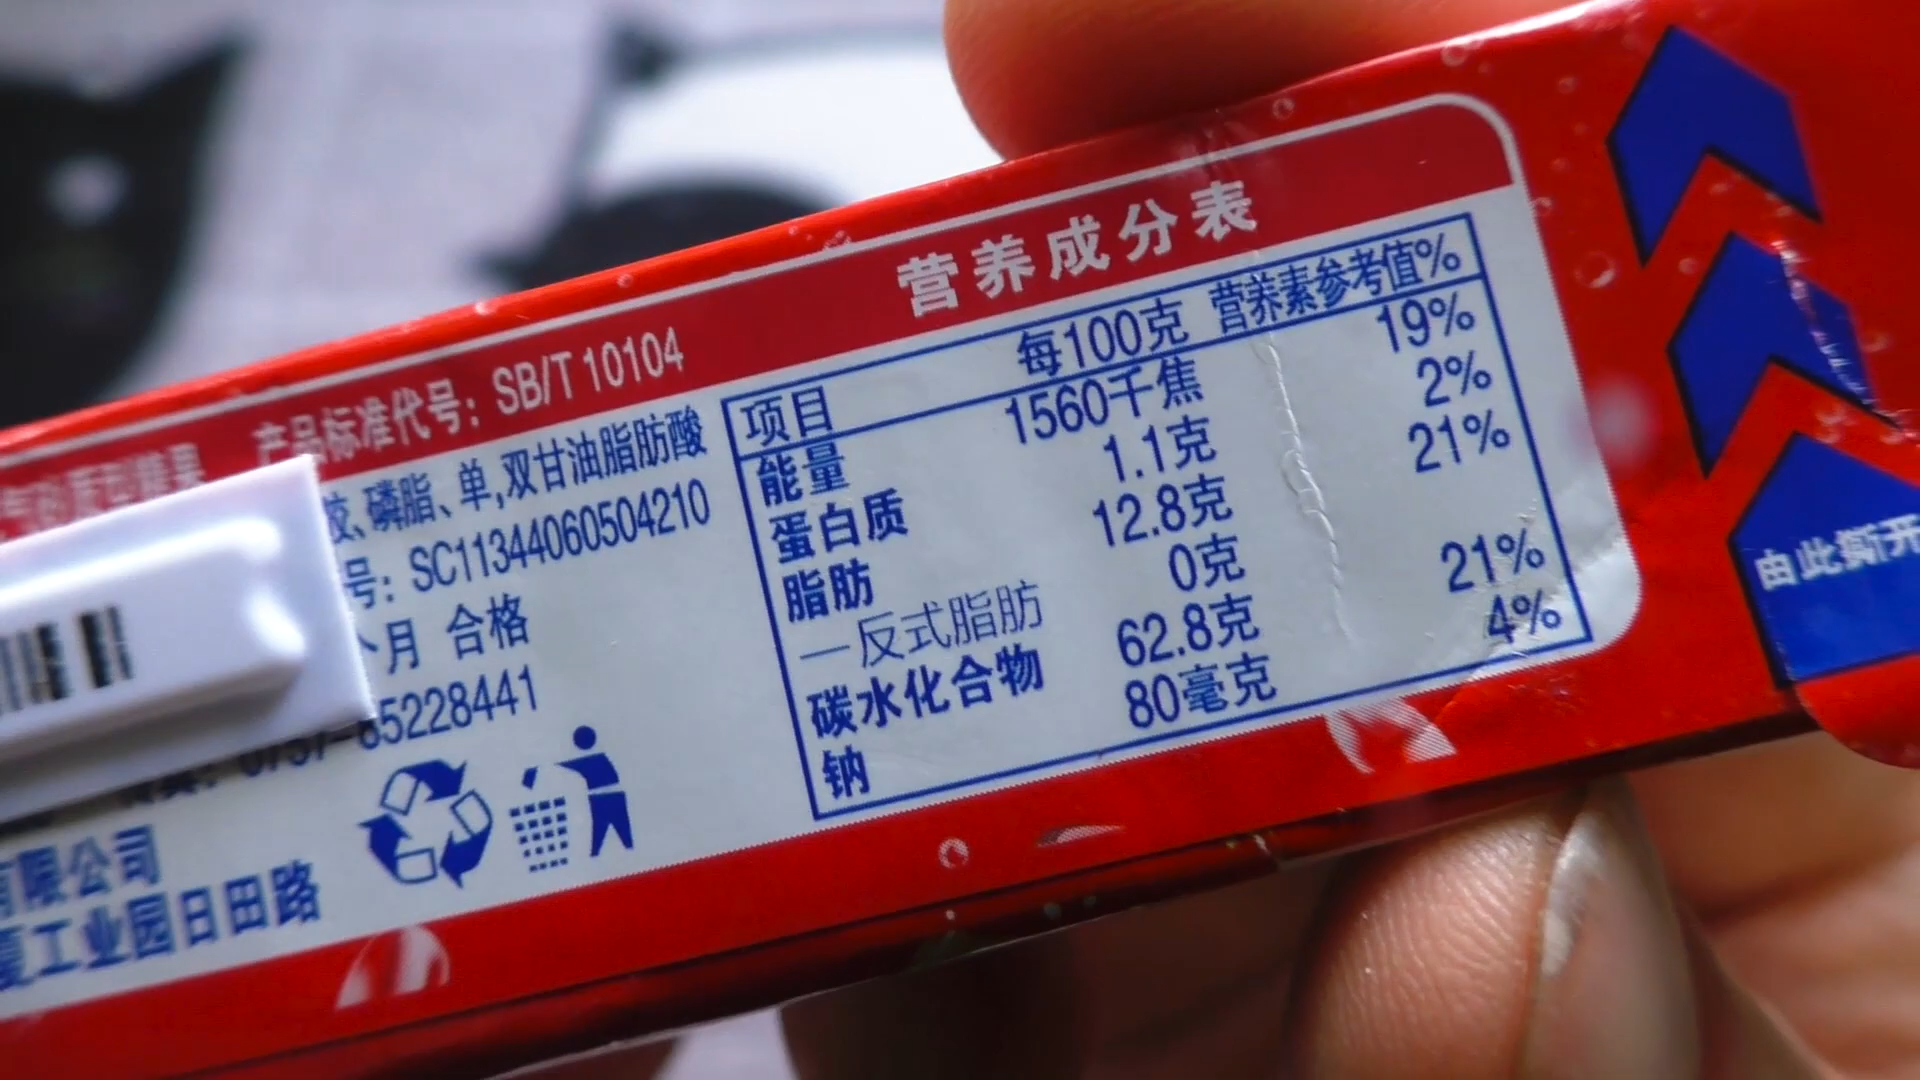 产品标准代号：SB/T 10104
胶、磷脂、单,双甘油脂肪酸
号：SC11344060504210
个月 合格
0757-85228441
有限公司
夏工业园日田路
营养成分表
项目 每100克 营养素参考值%
能量 1560千焦 19%
蛋白质 1.1克 2%
脂肪 12.8克 21%
—反式脂肪 0克
碳水化合物 62.8克 21%
钠 80毫克 4%
由此撕开